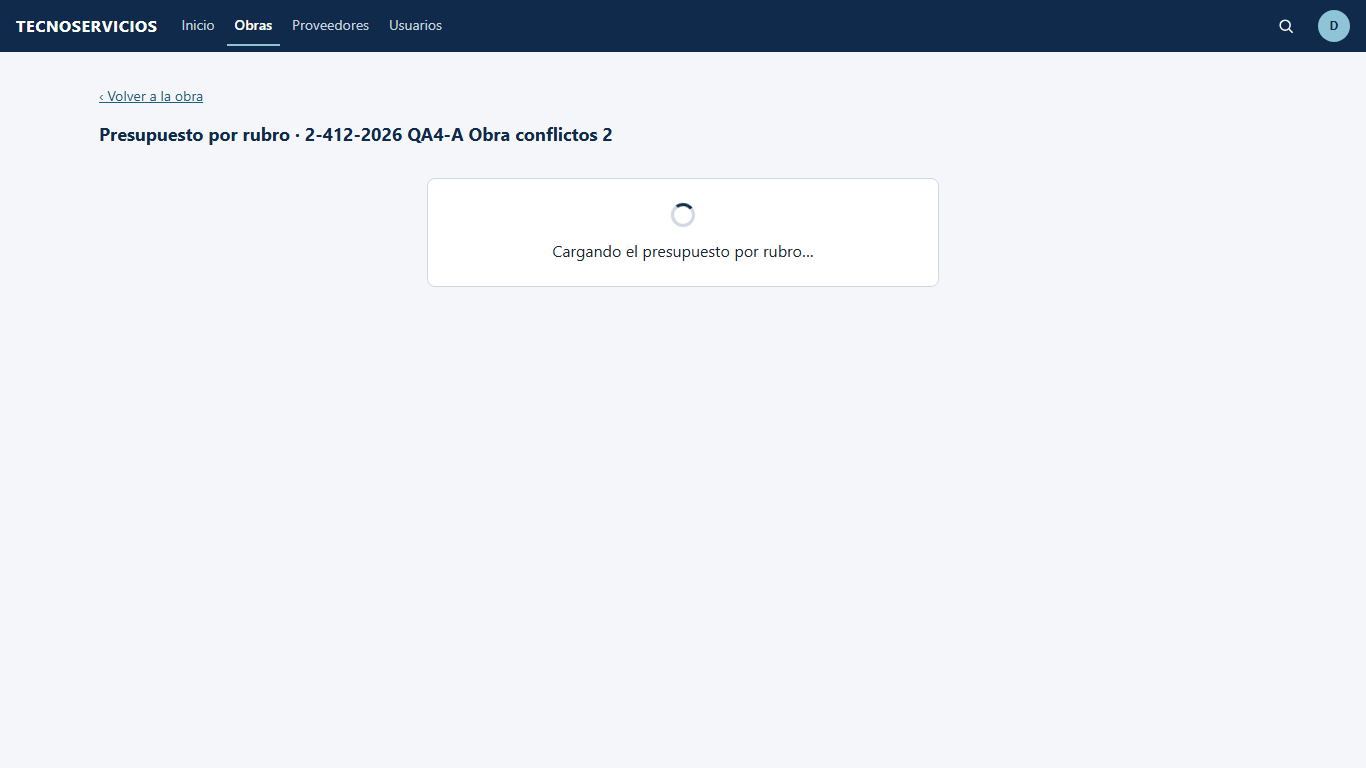 TECNOSERVICIOS Inicio Obras Proveedores Usuarios D
‹ Volver a la obra
Presupuesto por rubro · 2-412-2026 QA4-A Obra conflictos 2
Cargando el presupuesto por rubro...